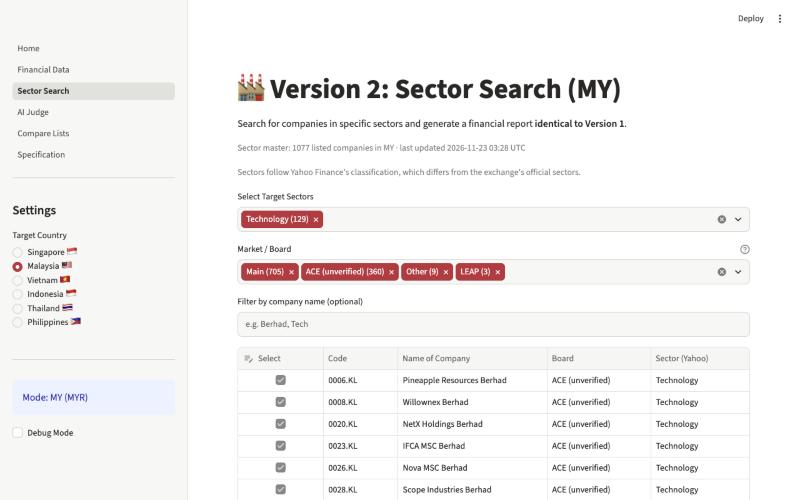 Deploy
Home
Financial Data
Sector Search
AI Judge
Compare Lists
Specification
Settings
Target Country
Singapore
Malaysia
Vietnam
Indonesia
Thailand
Philippines
Mode: MY (MYR)
Debug Mode
Version 2: Sector Search (MY)
Search for companies in specific sectors and generate a financial report identical to Version 1.
Sector master: 1077 listed companies in MY · last updated 2026-11-23 03:28 UTC
Sectors follow Yahoo Finance's classification, which differs from the exchange's official sectors.
Select Target Sectors
Technology (129)
Market / Board
Main (705) ACE (unverified) (360) Other (9) LEAP (3)
Filter by company name (optional)
e.g. Berhad, Tech
Select Code Name of Company Board Sector (Yahoo)
0006.KL Pineapple Resources Berhad ACE (unverified) Technology
0008.KL Willownex Berhad ACE (unverified) Technology
0020.KL NetX Holdings Berhad ACE (unverified) Technology
0023.KL IFCA MSC Berhad ACE (unverified) Technology
0026.KL Nova MSC Berhad ACE (unverified) Technology
0028.KL Scope Industries Berhad ACE (unverified) Technology